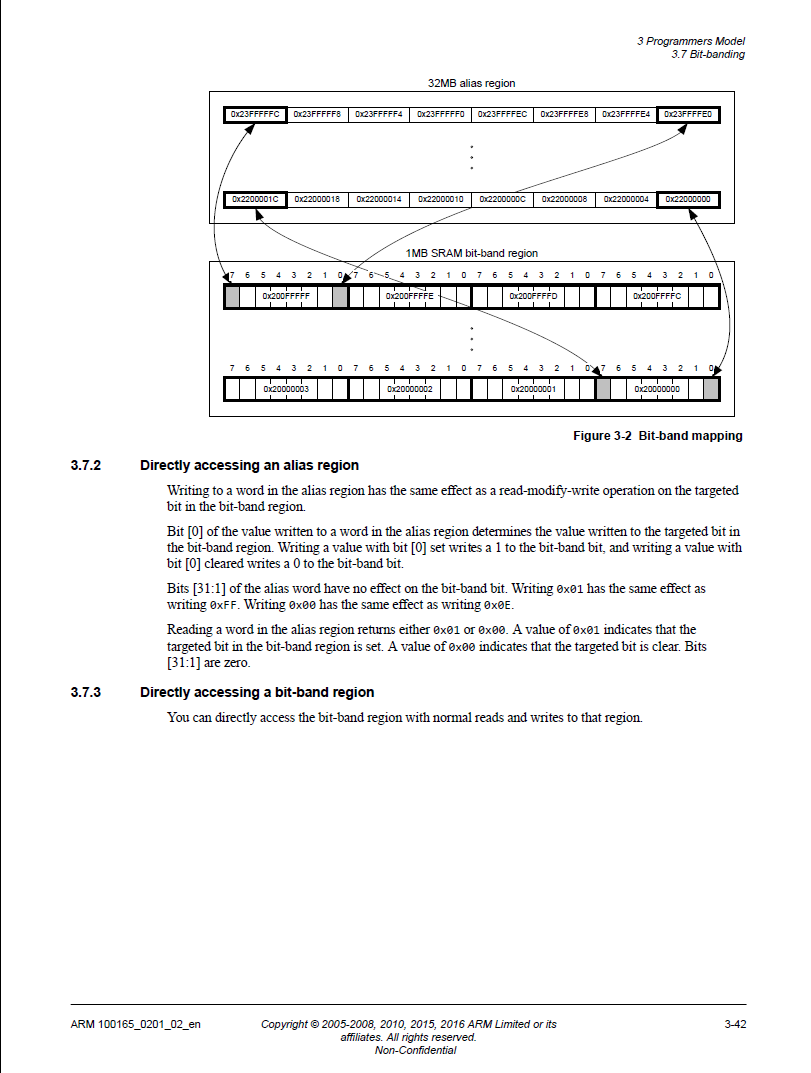 3 Programmers Model
3.7 Bit-banding
32MB alias region
0x23FFFFFC 0x23FFFFF8 0x23FFFFF4 0x23FFFFF0 0x23FFFFEC 0x23FFFFE8 0x23FFFFE4 0x23FFFFE0
0x2200001C 0x22000018 0x22000014 0x22000010 0x2200000C 0x22000008 0x22000004 0x22000000
1MB SRAM bit-band region
7 6 5 4 3 2 1 0 7 6 5 4 3 2 1 0 7 6 5 4 3 2 1 0 7 6 5 4 3 2 1 0
0x200FFFFF 0x200FFFFE 0x200FFFFD 0x200FFFFC
7 6 5 4 3 2 1 0 7 6 5 4 3 2 1 0 7 6 5 4 3 2 1 0 7 6 5 4 3 2 1 0
0x20000003 0x20000002 0x20000001 0x20000000
Figure 3-2 Bit-band mapping
3.7.2 Directly accessing an alias region
Writing to a word in the alias region has the same effect as a read-modify-write operation on the targeted
bit in the bit-band region.
Bit [0] of the value written to a word in the alias region determines the value written to the targeted bit in
the bit-band region. Writing a value with bit [0] set writes a 1 to the bit-band bit, and writing a value with
bit [0] cleared writes a 0 to the bit-band bit.
Bits [31:1] of the alias word have no effect on the bit-band bit. Writing 0x01 has the same effect as
writing 0xFF. Writing 0x00 has the same effect as writing 0x0E.
Reading a word in the alias region returns either 0x01 or 0x00. A value of 0x01 indicates that the
targeted bit in the bit-band region is set. A value of 0x00 indicates that the targeted bit is clear. Bits
[31:1] are zero.
3.7.3 Directly accessing a bit-band region
You can directly access the bit-band region with normal reads and writes to that region.
ARM 100165_0201_02_en Copyright © 2005-2008, 2010, 2015, 2016 ARM Limited or its 3-42
affiliates. All rights reserved.
Non-Confidential